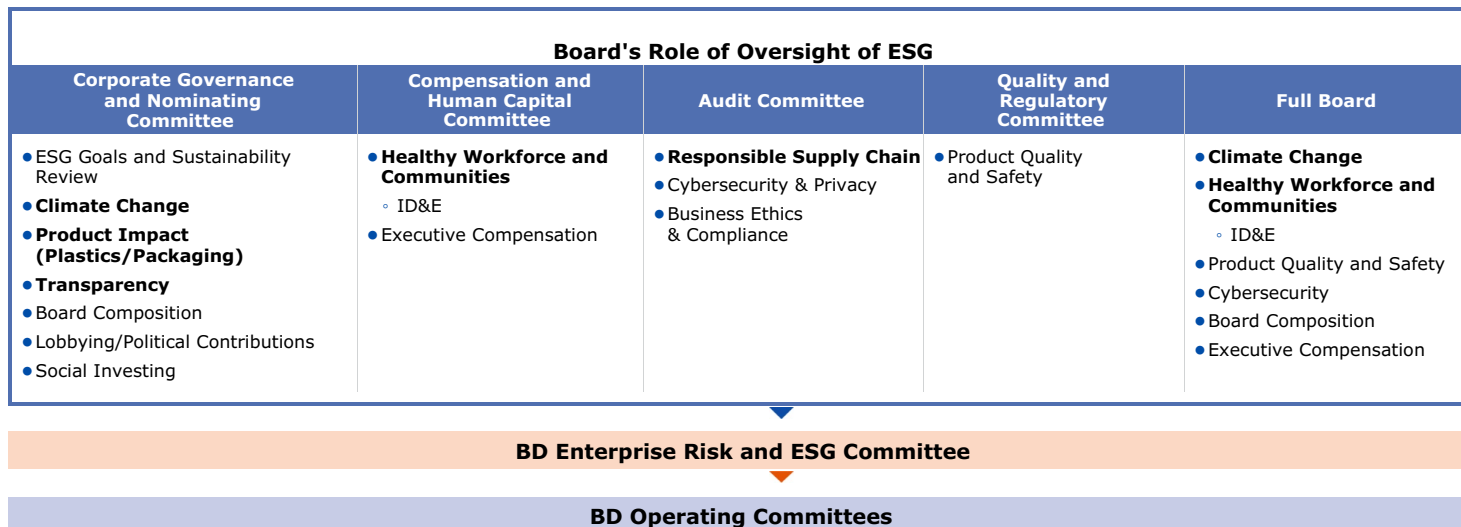 Board's Role of Oversight of ESG
Corporate Governance
and Nominating
Committee
Compensation and
Human Capital
Committee
Audit Committee
Quality and
Regulatory
Committee
Full Board
● ESG Goals and Sustainability
Review
● Climate Change
● Product Impact
(Plastics/Packaging)
● Transparency
● Board Composition
● Lobbying/Political Contributions
● Social Investing
● Healthy Workforce and
Communities
◦ ID&E
● Executive Compensation
● Responsible Supply Chain
● Cybersecurity & Privacy
● Business Ethics
& Compliance
● Product Quality
and Safety
● Climate Change
● Healthy Workforce and
Communities
◦ ID&E
● Product Quality and Safety
● Cybersecurity
● Board Composition
● Executive Compensation
BD Enterprise Risk and ESG Committee
BD Operating Committees